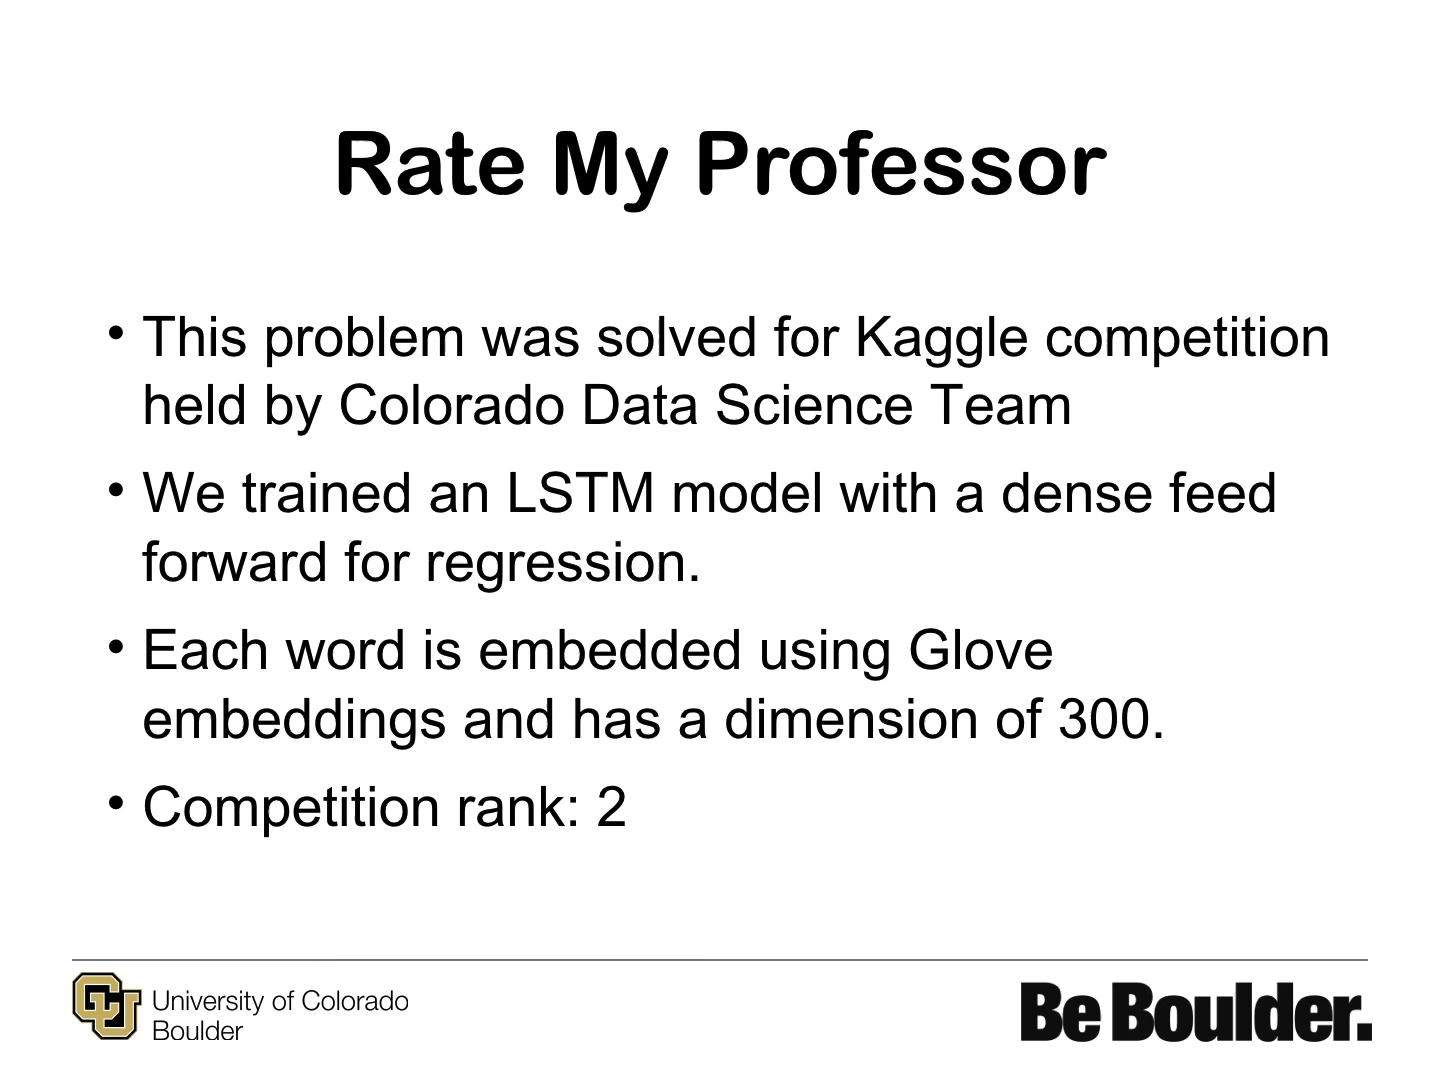 Rate My Professor
• This problem was solved for Kaggle competition
held by Colorado Data Science Team
• We trained an LSTM model with a dense feed
forward for regression.
• Each word is embedded using Glove
embeddings and has a dimension of 300.
• Competition rank: 2
CU
University of Colorado
Boulder
Be Boulder.